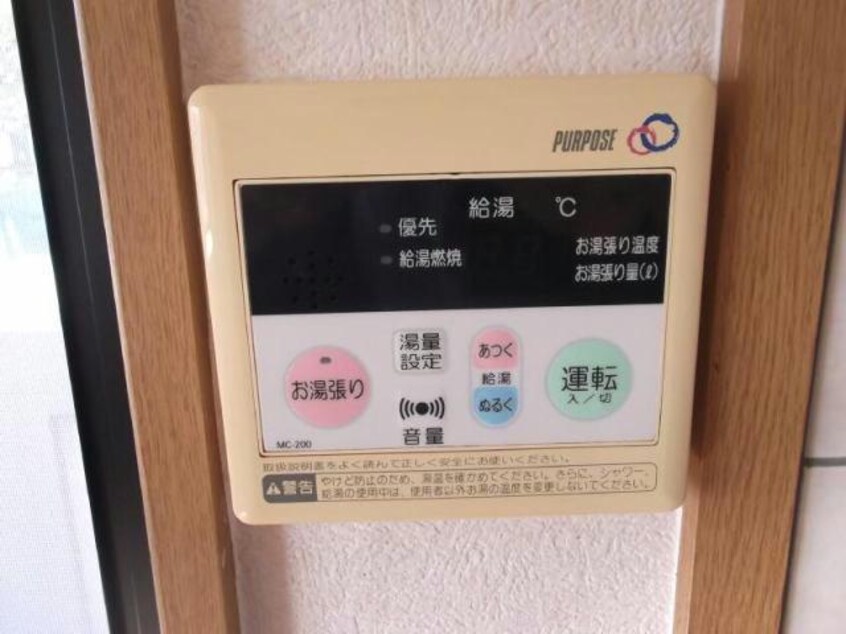 PURPOSE
給湯 ℃
優先
給湯燃焼
お湯張り温度
お湯張り量(ℓ)
お湯張り
湯量
設定
音量
あつく
給湯
ぬるく
運転
入/切
MC-200
取扱説明書をよく読んで正しく安全にお使いください。
警告
やけど防止のため、湯温を確かめてください。さらに、シャワー、
給湯の使用中は、使用者以外お湯の温度を変更しないでください。